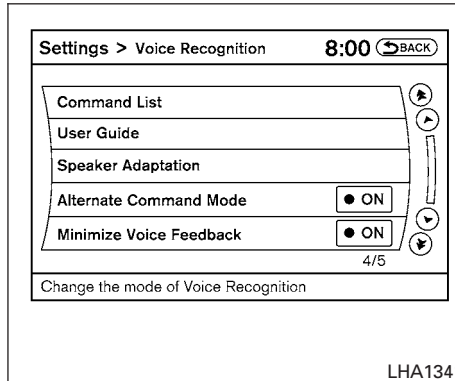 Settings > Voice Recognition 8:00 BACK
Command List
User Guide
Speaker Adaptation
Alternate Command Mode ON
Minimize Voice Feedback ON
4/5
Change the mode of Voice Recognition
LHA134